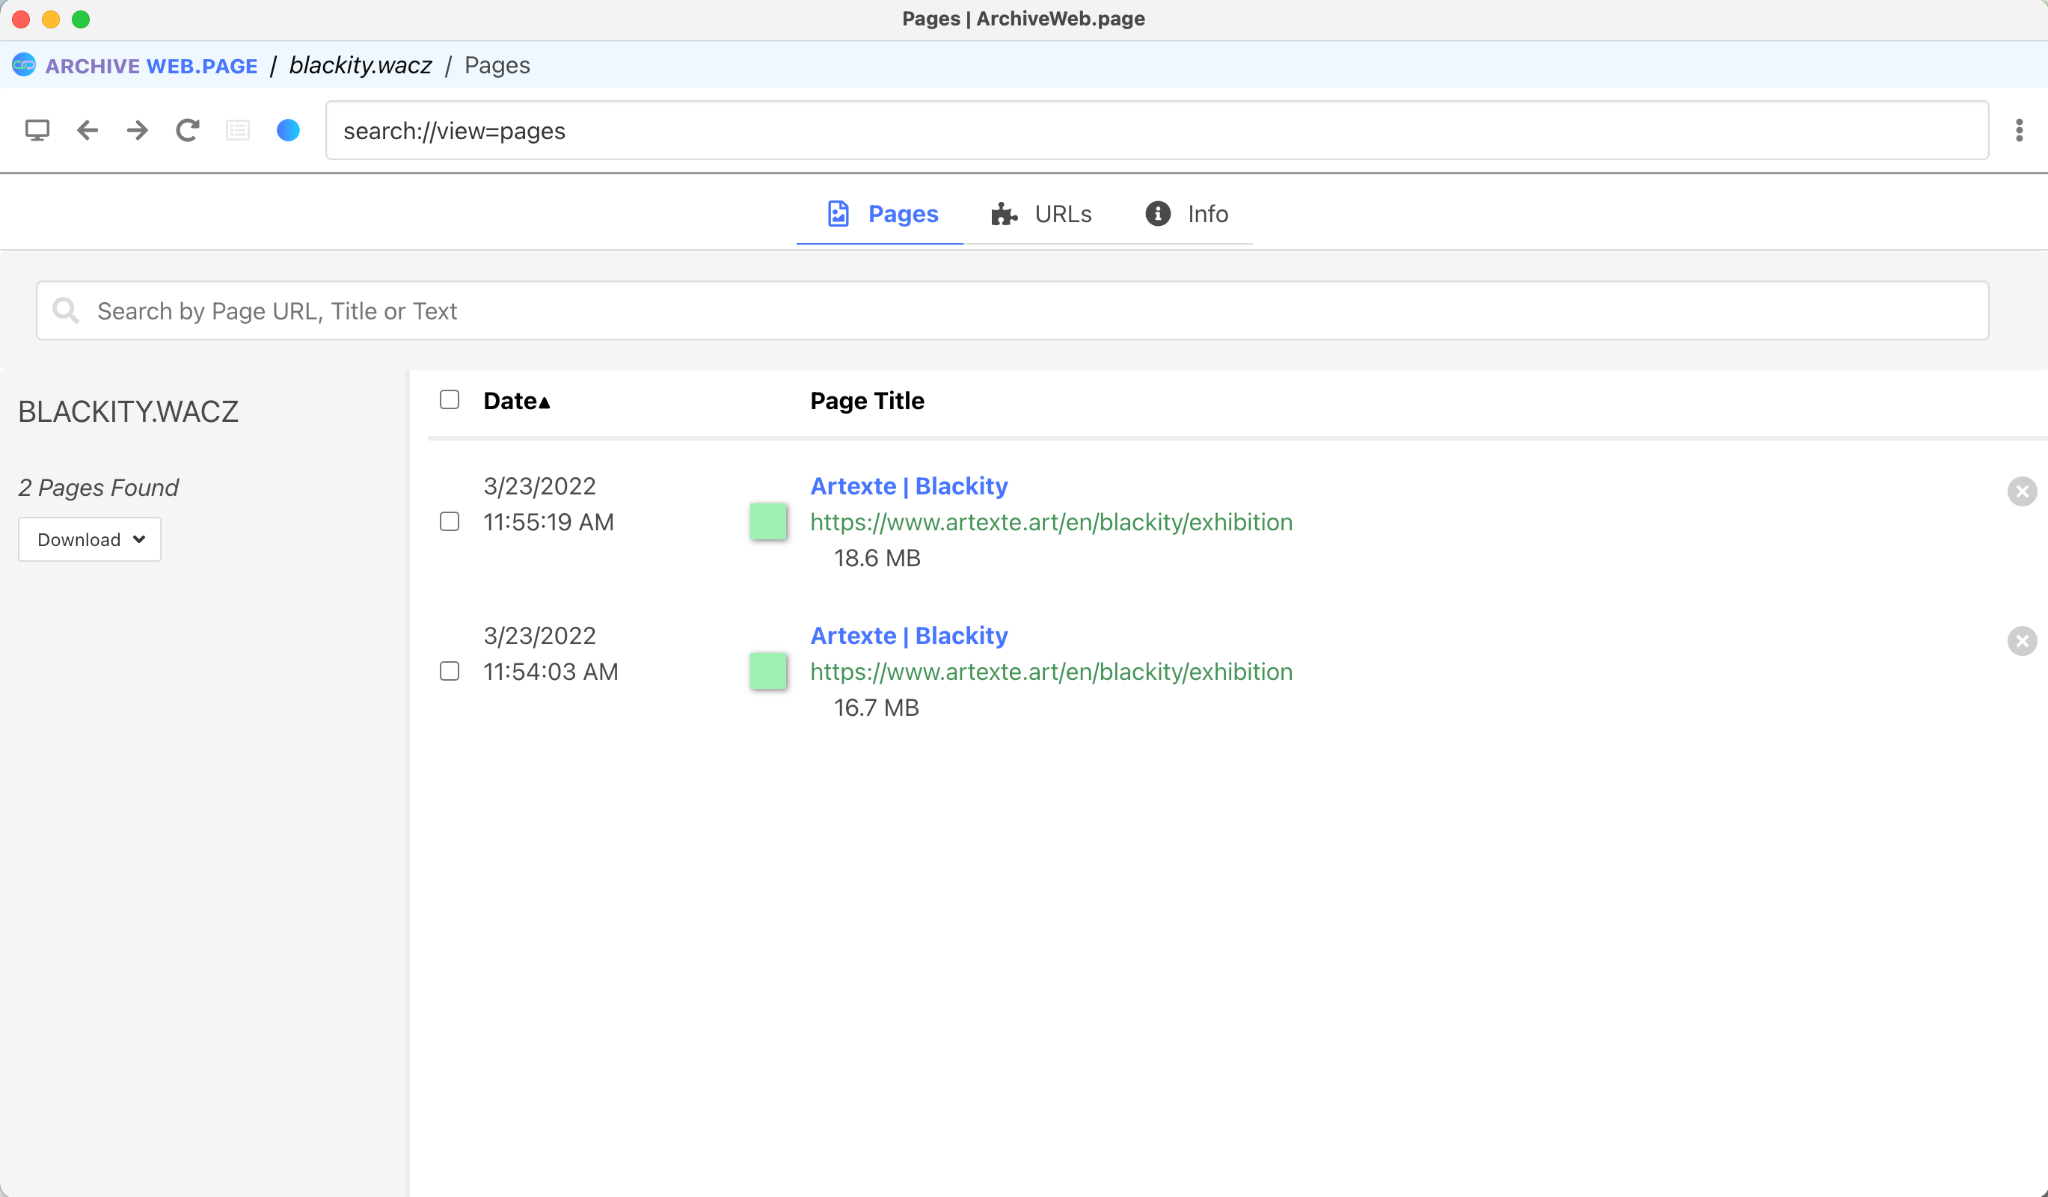 Pages | ArchiveWeb.page
ARCHIVE WEB.PAGE / blackity.wacz / Pages
search://view=pages
Pages URLs Info
Search by Page URL, Title or Text
BLACKITY.WACZ
2 Pages Found
Download
Date▲ Page Title
3/23/2022
11:55:19 AM
Artexte | Blackity
https://www.artexte.art/en/blackity/exhibition
18.6 MB
3/23/2022
11:54:03 AM
Artexte | Blackity
https://www.artexte.art/en/blackity/exhibition
16.7 MB